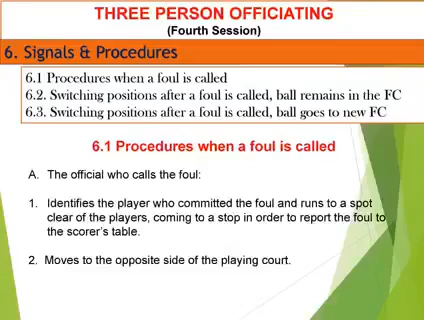 THREE PERSON OFFICIATING
(Fourth Session)
6. Signals & Procedures
6.1 Procedures when a foul is called
6.2. Switching positions after a foul is called, ball remains in the FC
6.3. Switching positions after a foul is called, ball goes to new FC
6.1 Procedures when a foul is called
A. The official who calls the foul:
1. Identifies the player who committed the foul and runs to a spot
clear of the players, coming to a stop in order to report the foul to
the scorer's table.
2. Moves to the opposite side of the playing court.